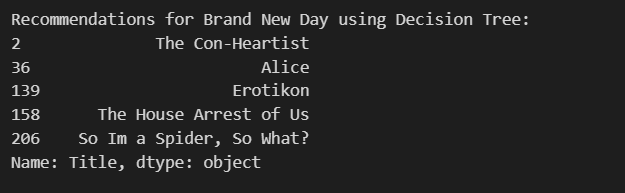 Recommendations for Brand New Day using Decision Tree:
2 The Con-Heartist
36 Alice
139 Erotikon
158 The House Arrest of Us
206 So Im a Spider, So What?
Name: Title, dtype: object